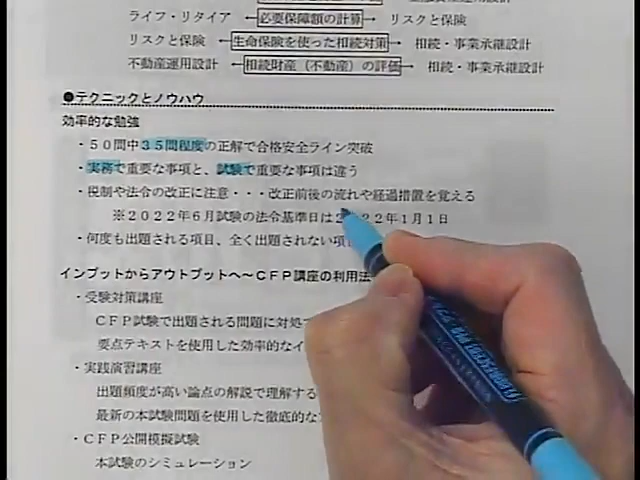 ライフ・リタイア ← 必要保障額の計算 → リスクと保険
リスクと保険 ← 生命保険を使った相続対策 → 相続・事業承継設計
不動産運用設計 ← 相続財産（不動産）の評価 → 相続・事業承継設計
●テクニックとノウハウ
効率的な勉強
・５０問中３５問程度の正解で合格安全ライン突破
・実務で重要な事項と、試験で重要な事項は違う
・税制や法令の改正に注意・・・改正前後の流れや経過措置を覚える
※２０２２年６月試験の法令基準日は２０２２年１月１日
・何度も出題される項目、全く出題されない項
インプットからアウトプットへ～ＣＦＰ講座の利用法
・受験対策講座
ＣＦＰ試験で出題される問題に対処
要点テキストを使用した効率的なイ
・実践演習講座
出題頻度が高い論点の解説で理解する
最新の本試験問題を使用した徹底的な
・ＣＦＰ公開模擬試験
本試験のシミュレーション